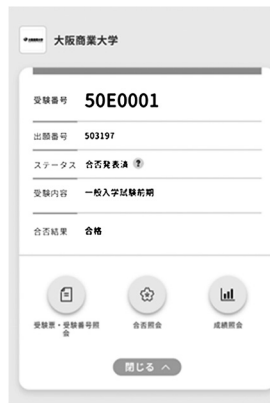 大阪商業大学
受験番号 50E0001
出願番号 503197
ステータス 合否発表済 ?
受験内容 一般入学試験前期
合否結果 合格
受験票・受験番号照
会
合否照会
成績照会
閉じる